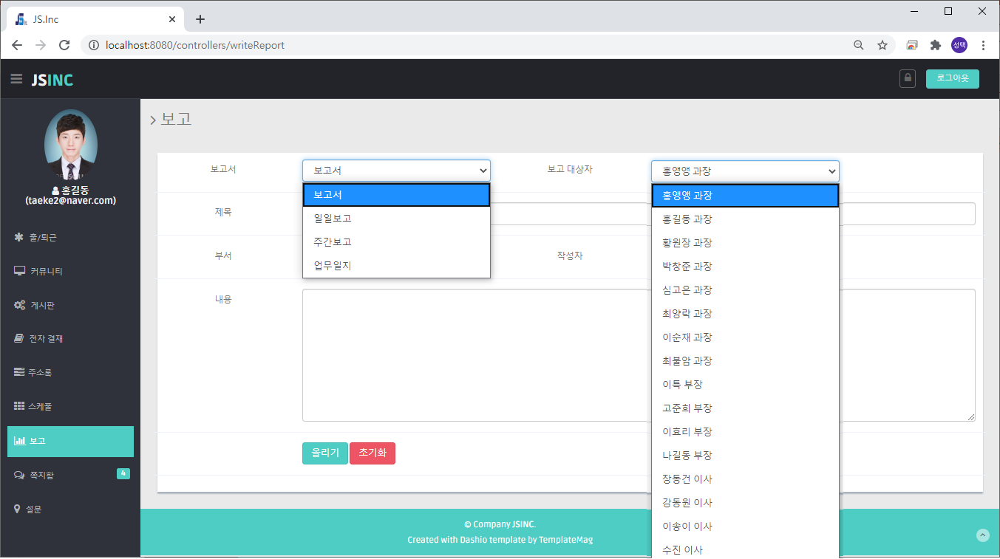 JS.Inc
localhost:8080/controllers/writeReport
성택
JSINC
로그아웃
홍길동
(taeke2@naver.com)
출/퇴근
커뮤니티
게시판
전자 결재
주소록
스케쥴
보고
쪽지함 4
설문
> 보고
보고서
보고서
보고서
일일보고
주간보고
업무일지
보고 대상자
홍앵앵 과장
홍앵앵 과장
홍길동 과장
황원장 과장
박창준 과장
심고은 과장
최양락 과장
이순재 과장
최불암 과장
이특 부장
고준희 부장
이효리 부장
나길동 부장
장동건 이사
강동원 이사
이송이 이사
수진 이사
제목
부서
작성자
내용
올리기 초기화
© Company JSINC.
Created with Dashio template by TemplateMag